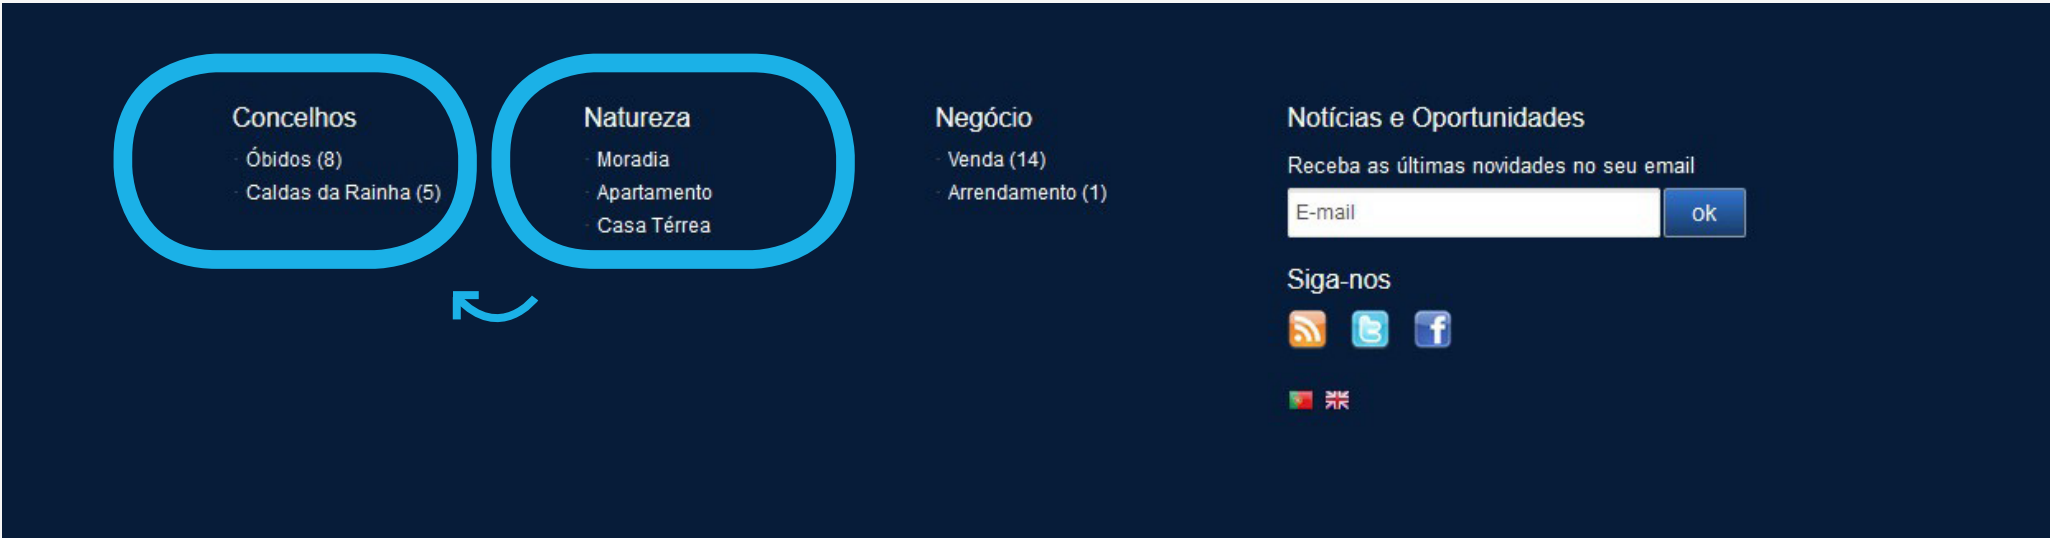 Concelhos
Óbidos (8)
Caldas da Rainha (5)
Natureza
Moradia
Apartamento
Casa Térrea
Negócio
Venda (14)
Arrendamento (1)
Notícias e Oportunidades
Receba as últimas novidades no seu email
E-mail
ok
Siga-nos